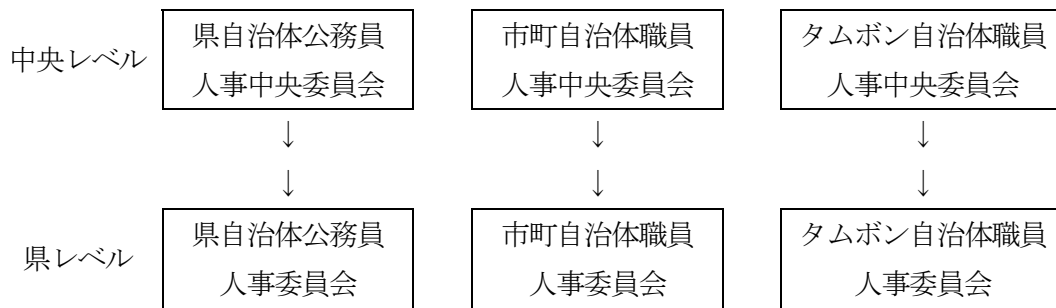 中央レベル
県自治体公務員
人事中央委員会
市町自治体職員
人事中央委員会
タムボン自治体職員
人事中央委員会
↓ ↓ ↓
↓ ↓ ↓
県レベル
県自治体公務員
人事委員会
市町自治体職員
人事委員会
タムボン自治体職員
人事委員会